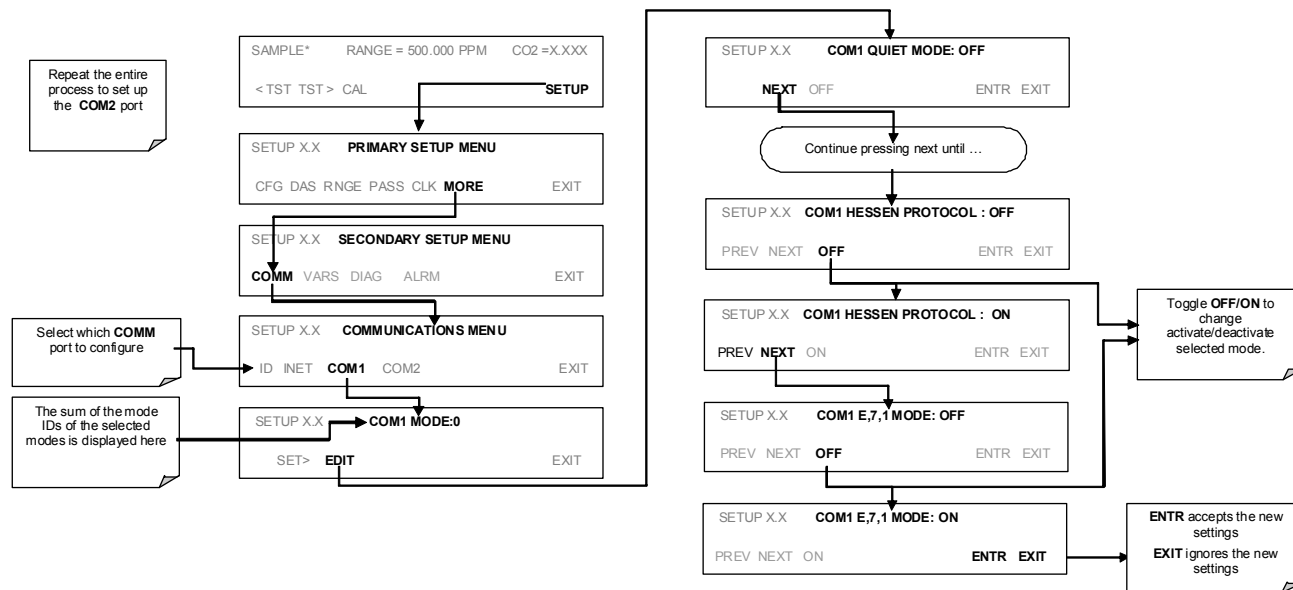 Repeat the entire
process to set up
the COM2 port
SAMPLE* RANGE = 500.000 PPM CO2 =X.XXX
< TST TST > CAL SETUP
SETUP X.X PRIMARY SETUP MENU
CFG DAS RNGE PASS CLK MORE EXIT
SETUP X.X SECONDARY SETUP MENU
COMM VARS DIAG ALRM EXIT
Select which COMM
port to configure
SETUP X.X COMMUNICATIONS MENU
ID INET COM1 COM2 EXIT
The sum of the mode
IDs of the selected
modes is displayed here
SETUP X.X COM1 MODE:0
SET> EDIT EXIT
SETUP X.X COM1 QUIET MODE: OFF
NEXT OFF ENTR EXIT
Continue pressing next until ...
SETUP X.X COM1 HESSEN PROTOCOL : OFF
PREV NEXT OFF ENTR EXIT
SETUP X.X COM1 HESSEN PROTOCOL : ON
PREV NEXT ON ENTR EXIT
Toggle OFF/ON to
change
activate/deactivate
selected mode.
SETUP X.X COM1 E,7,1 MODE: OFF
PREV NEXT OFF ENTR EXIT
SETUP X.X COM1 E,7,1 MODE: ON
PREV NEXT ON ENTR EXIT
ENTR accepts the new
settings
EXIT ignores the new
settings